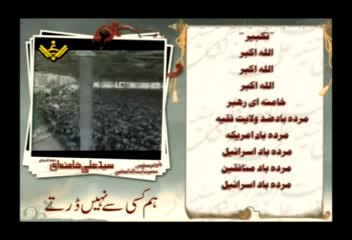 "تکبیر"
الله اکبر
الله اکبر
الله اکبر
خامنه ای رهبر
مرده باد ضد ولایت فقیه
مرده باد امریکه
مرده باد اسرائیل
مرده باد منافقین
مرده باد اسرائیل
سید علی خامنه ای
ہم کسی سے نہیں ڈرتے